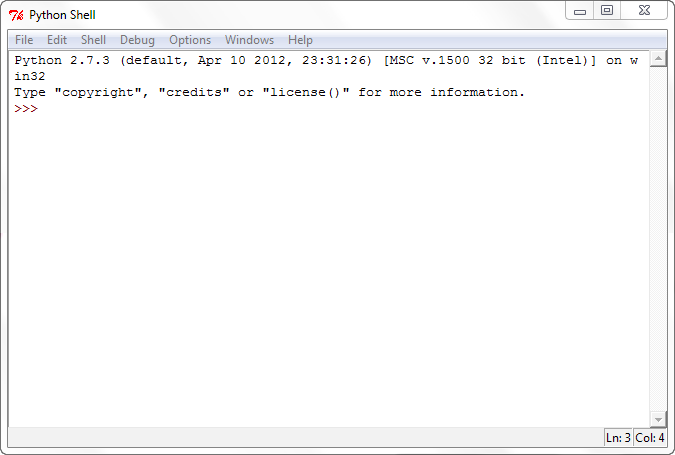 Python Shell
File Edit Shell Debug Options Windows Help
Python 2.7.3 (default, Apr 10 2012, 23:31:26) [MSC v.1500 32 bit (Intel)] on w
in32
Type "copyright", "credits" or "license()" for more information.
>>>
Ln: 3 Col: 4